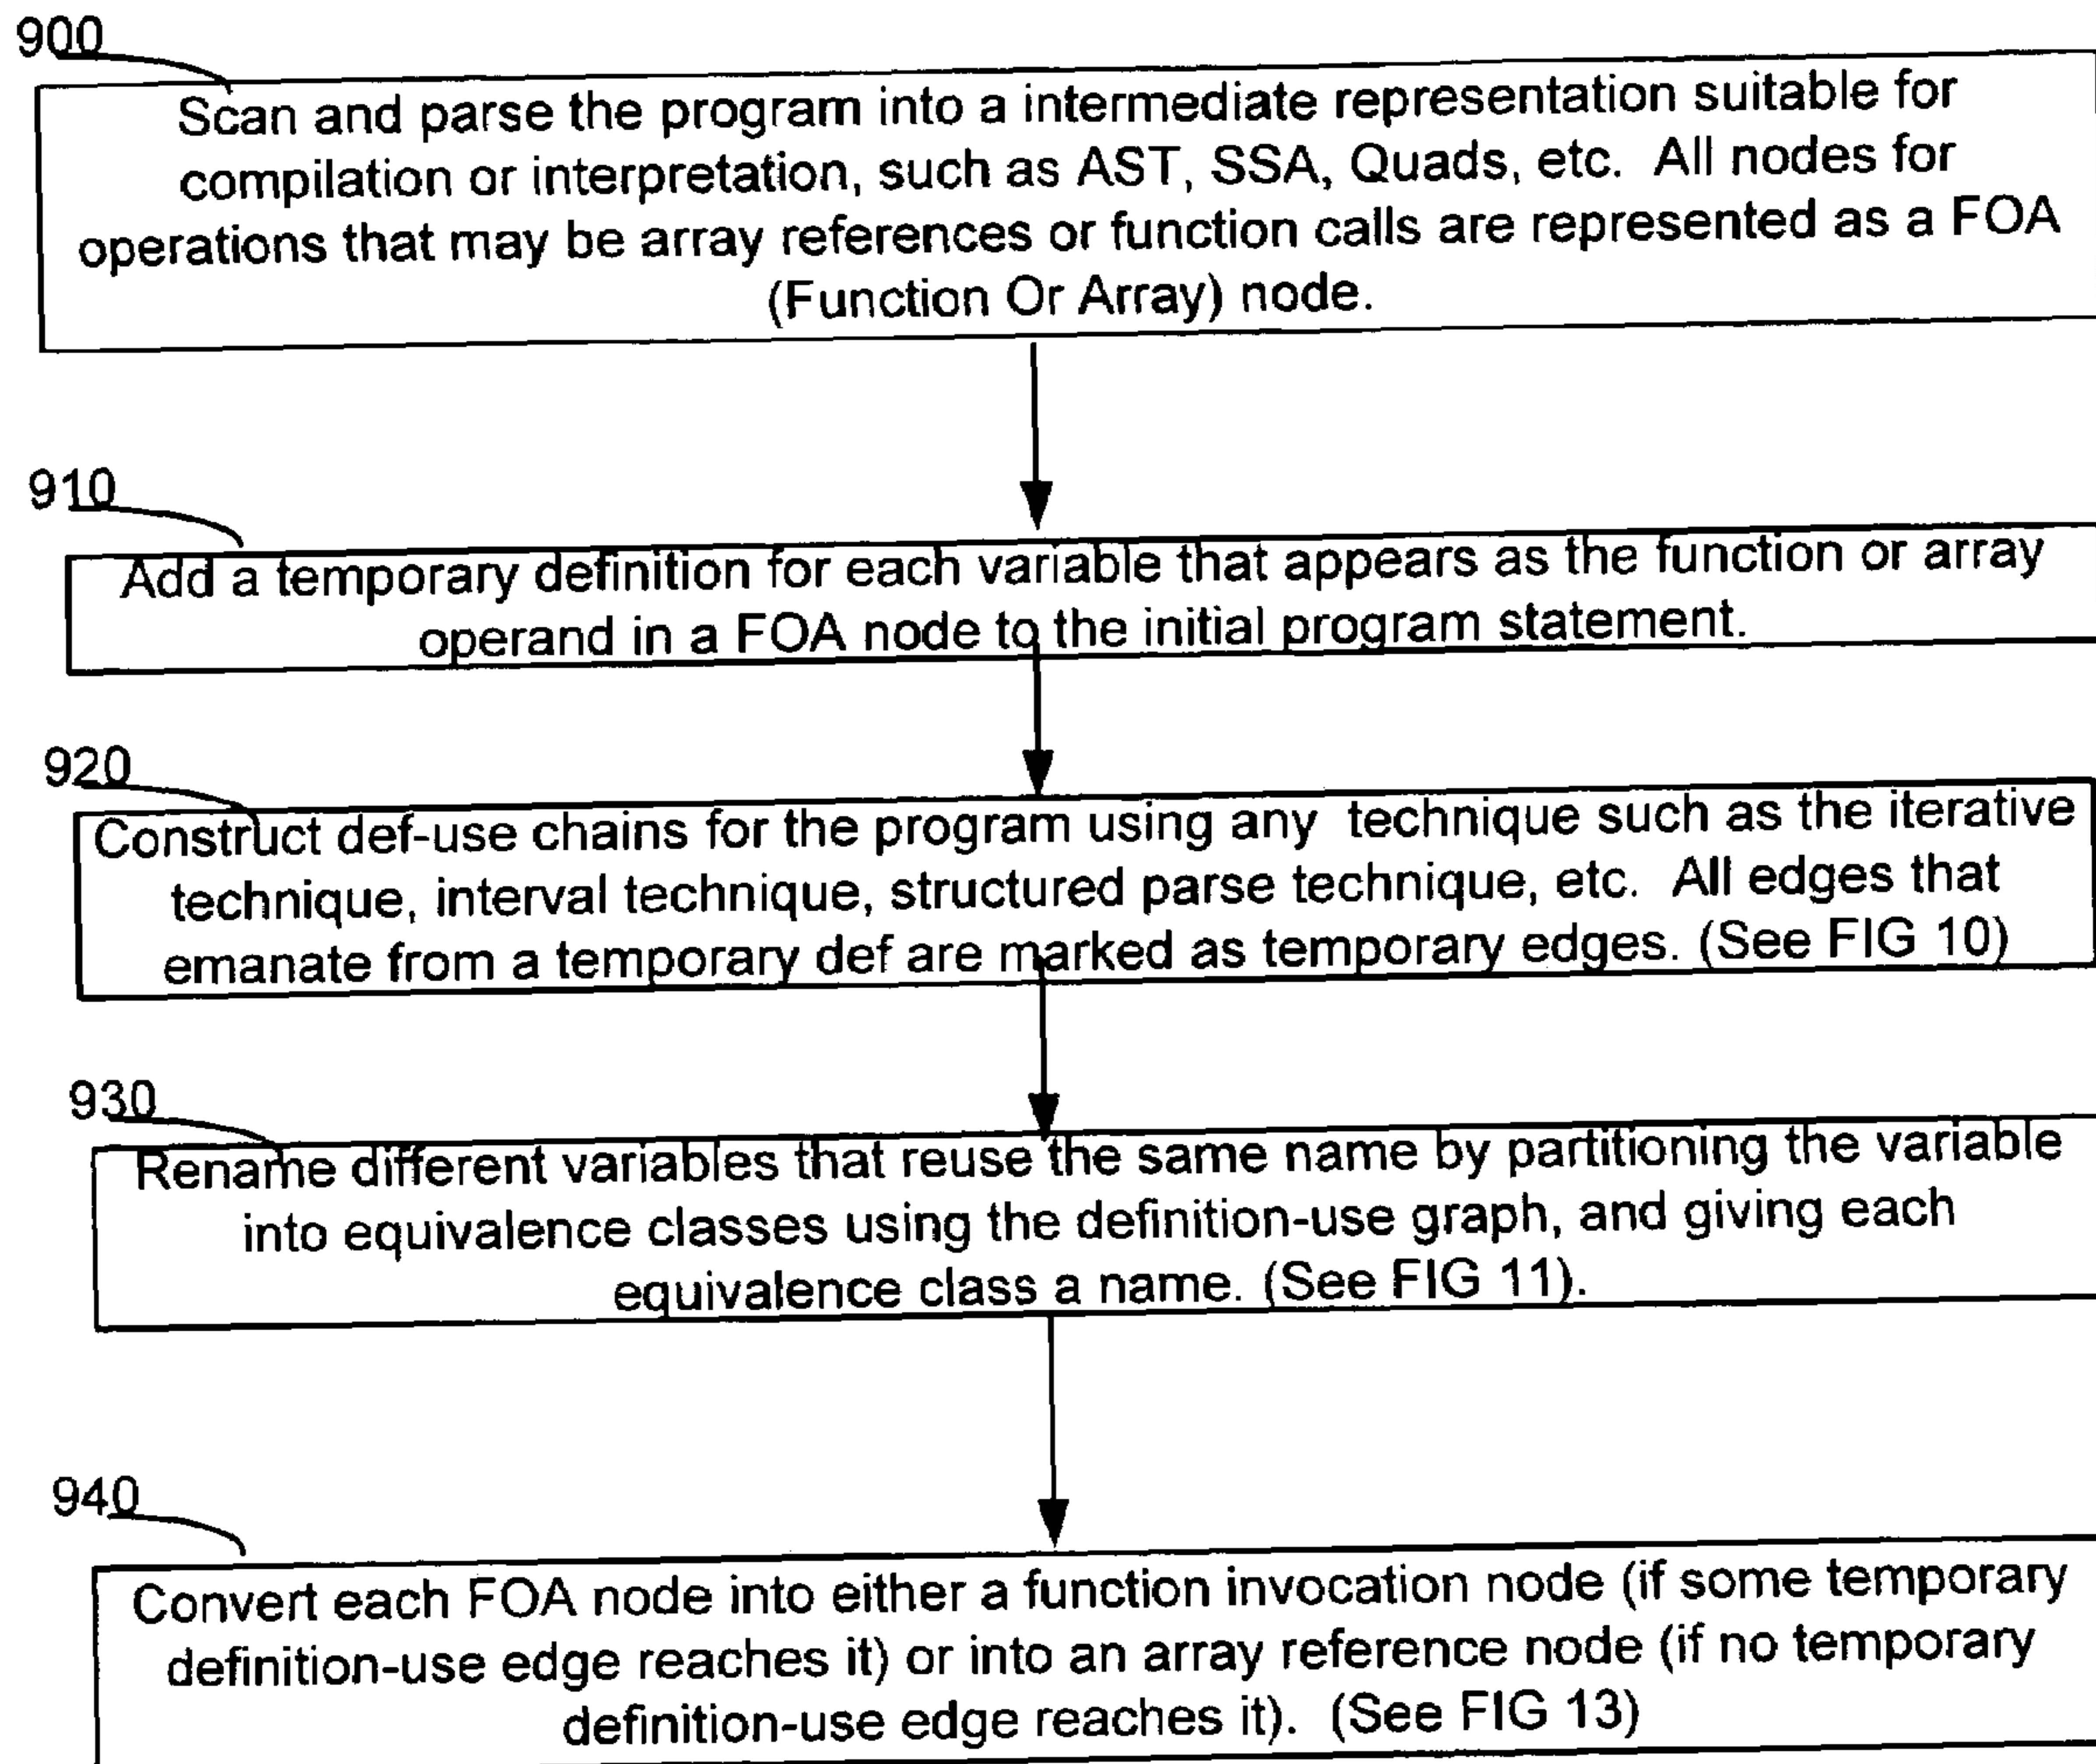 900
Scan and parse the program into a intermediate representation suitable for
compilation or interpretation, such as AST, SSA, Quads, etc. All nodes for
operations that may be array references or function calls are represented as a FOA
(Function Or Array) node.
910
Add a temporary definition for each variable that appears as the function or array
operand in a FOA node to the initial program statement.
920
Construct def-use chains for the program using any technique such as the iterative
technique, interval technique, structured parse technique, etc. All edges that
emanate from a temporary def are marked as temporary edges. (See FIG 10)
930
Rename different variables that reuse the same name by partitioning the variable
into equivalence classes using the definition-use graph, and giving each
equivalence class a name. (See FIG 11).
940
Convert each FOA node into either a function invocation node (if some temporary
definition-use edge reaches it) or into an array reference node (if no temporary
definition-use edge reaches it). (See FIG 13)